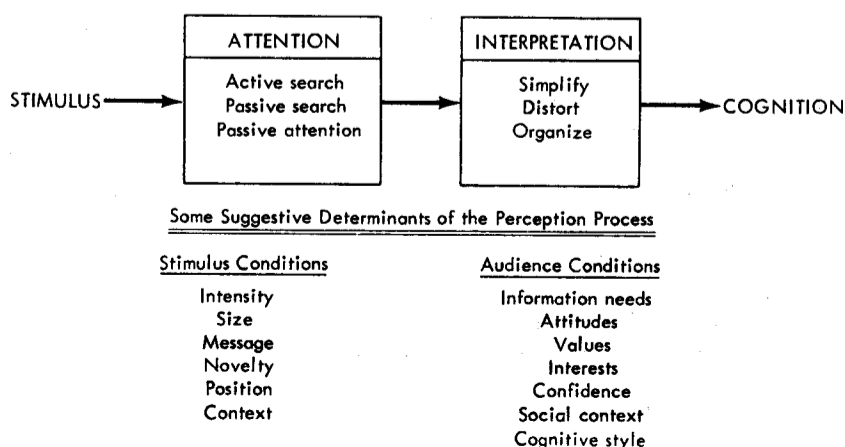 ATTENTION
Active search
Passive search
Passive attention
INTERPRETATION
Simplify
Distort
Organize
STIMULUS
COGNITION
Some Suggestive Determinants of the Perception Process
Stimulus Conditions
Intensity
Size
Message
Novelty
Position
Context
Audience Conditions
Information needs
Attitudes
Values
Interests
Confidence
Social context
Cognitive style